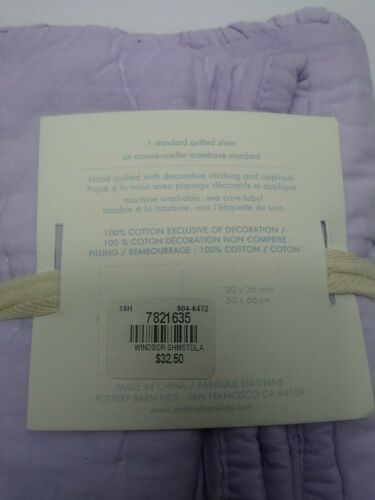 1 standard quilted sham
un couvre-oreiller matelassé standard
Hand quilted with decorative stitching and appliqué
Piqué à la main avec piquage décoratifs et appliqué
machine washable, see care label
lavable à la machine, voir l'étiquette de soin
100% COTTON EXCLUSIVE OF DECORATION /
100 % COTON DÉCORATION NON COMPRISE
FILLING / REMBOURRAGE : 100% COTTON / COTON
20 x 26 inch
50 x 66 cm
16H 904-6472
7821635
WINDSOR SHMSTDLA
$32.50
MADE IN CHINA / FABRIQUÉ EN CHINE
POTTERY BARN KIDS - SAN FRANCISCO CA 94109
www.potterybarnkids.com